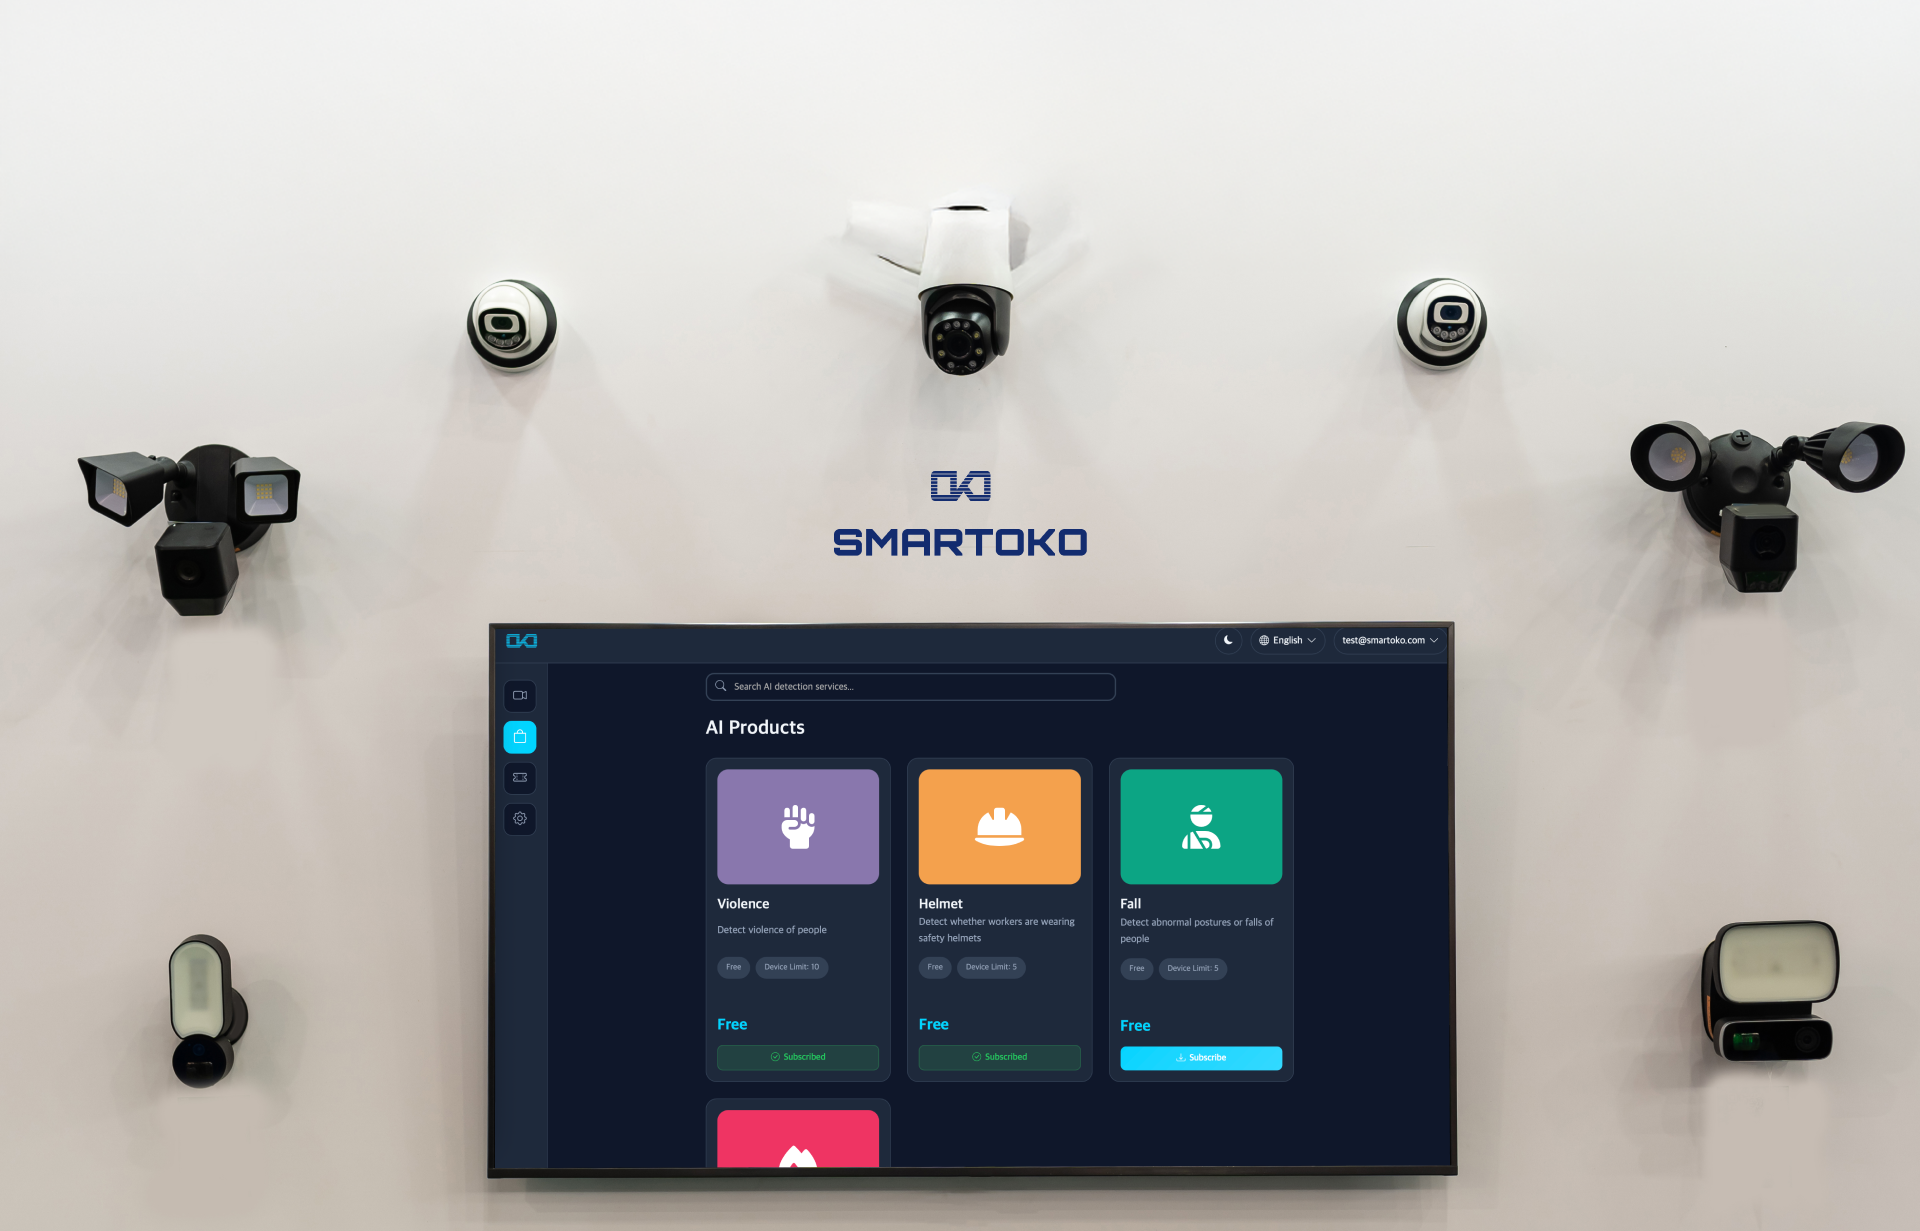 SMARTOKO
English
test@smartoko.com
Search AI detection services...
AI Products
Violence
Detect violence of people
Free
Device Limit: 10
Free
Subscribed
Helmet
Detect whether workers are wearing
safety helmets
Free
Device Limit: 5
Free
Subscribed
Fall
Detect abnormal postures or falls of
people
Free
Device Limit: 5
Free
Subscribe